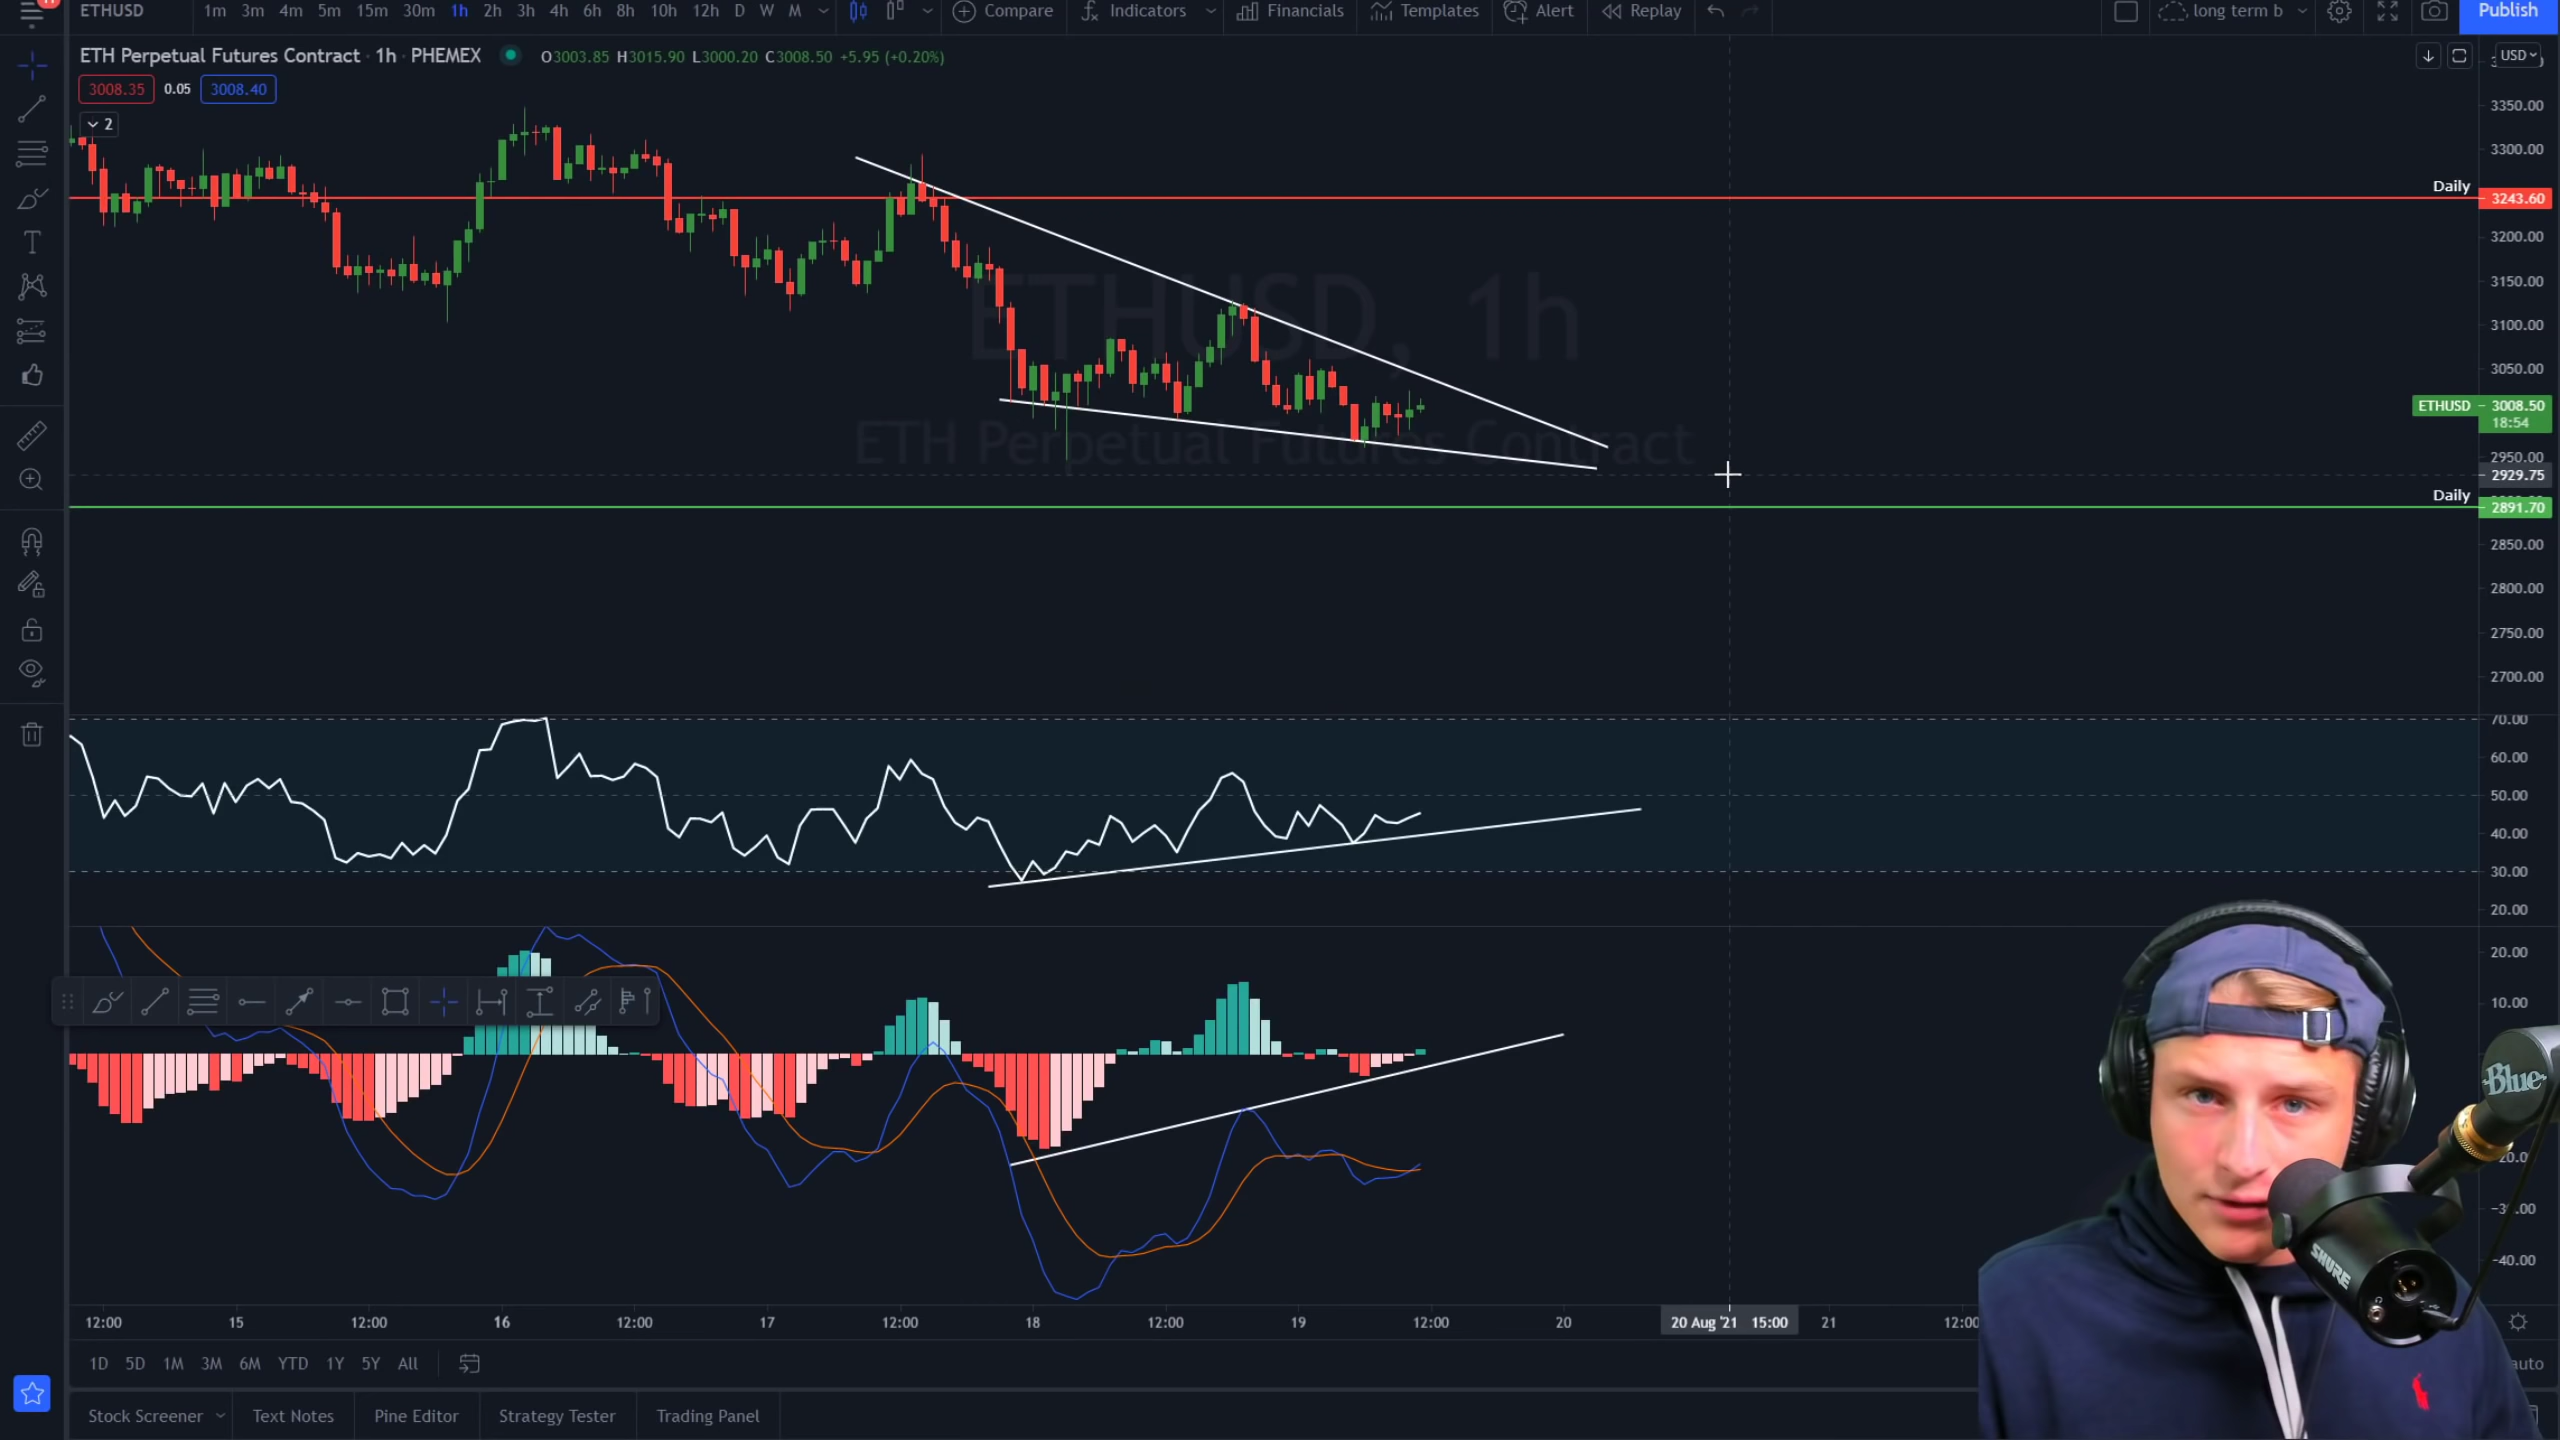 ETHUSD 1m 3m 4m 5m 15m 30m 1h 2h 3h 4h 6h 8h 10h 12h D W M Compare Indicators Financials Templates Alert Replay long term b Publish
ETH Perpetual Futures Contract · 1h · PHEMEX O3003.85 H3015.90 L3000.20 C3008.50 +5.95 (+0.20%) USD
3008.35 0.05 3008.40
2
3350.00
3300.00
Daily
3243.60
3200.00
3150.00
3100.00
3050.00
ETHUSD 3008.50
18:54
2950.00
2929.75
Daily
2891.70
2850.00
2800.00
2750.00
2700.00
ETHUSD, 1h
ETH Perpetual Futures Contract
70.00
60.00
50.00
40.00
30.00
20.00
20.00
10.00
-40.00
Blue
SHURE
12:00 15 12:00 16 12:00 17 12:00 18 12:00 19 12:00 20 20 Aug '21 15:00 21 12:00
1D 5D 1M 3M 6M YTD 1Y 5Y All
auto
Stock Screener Text Notes Pine Editor Strategy Tester Trading Panel